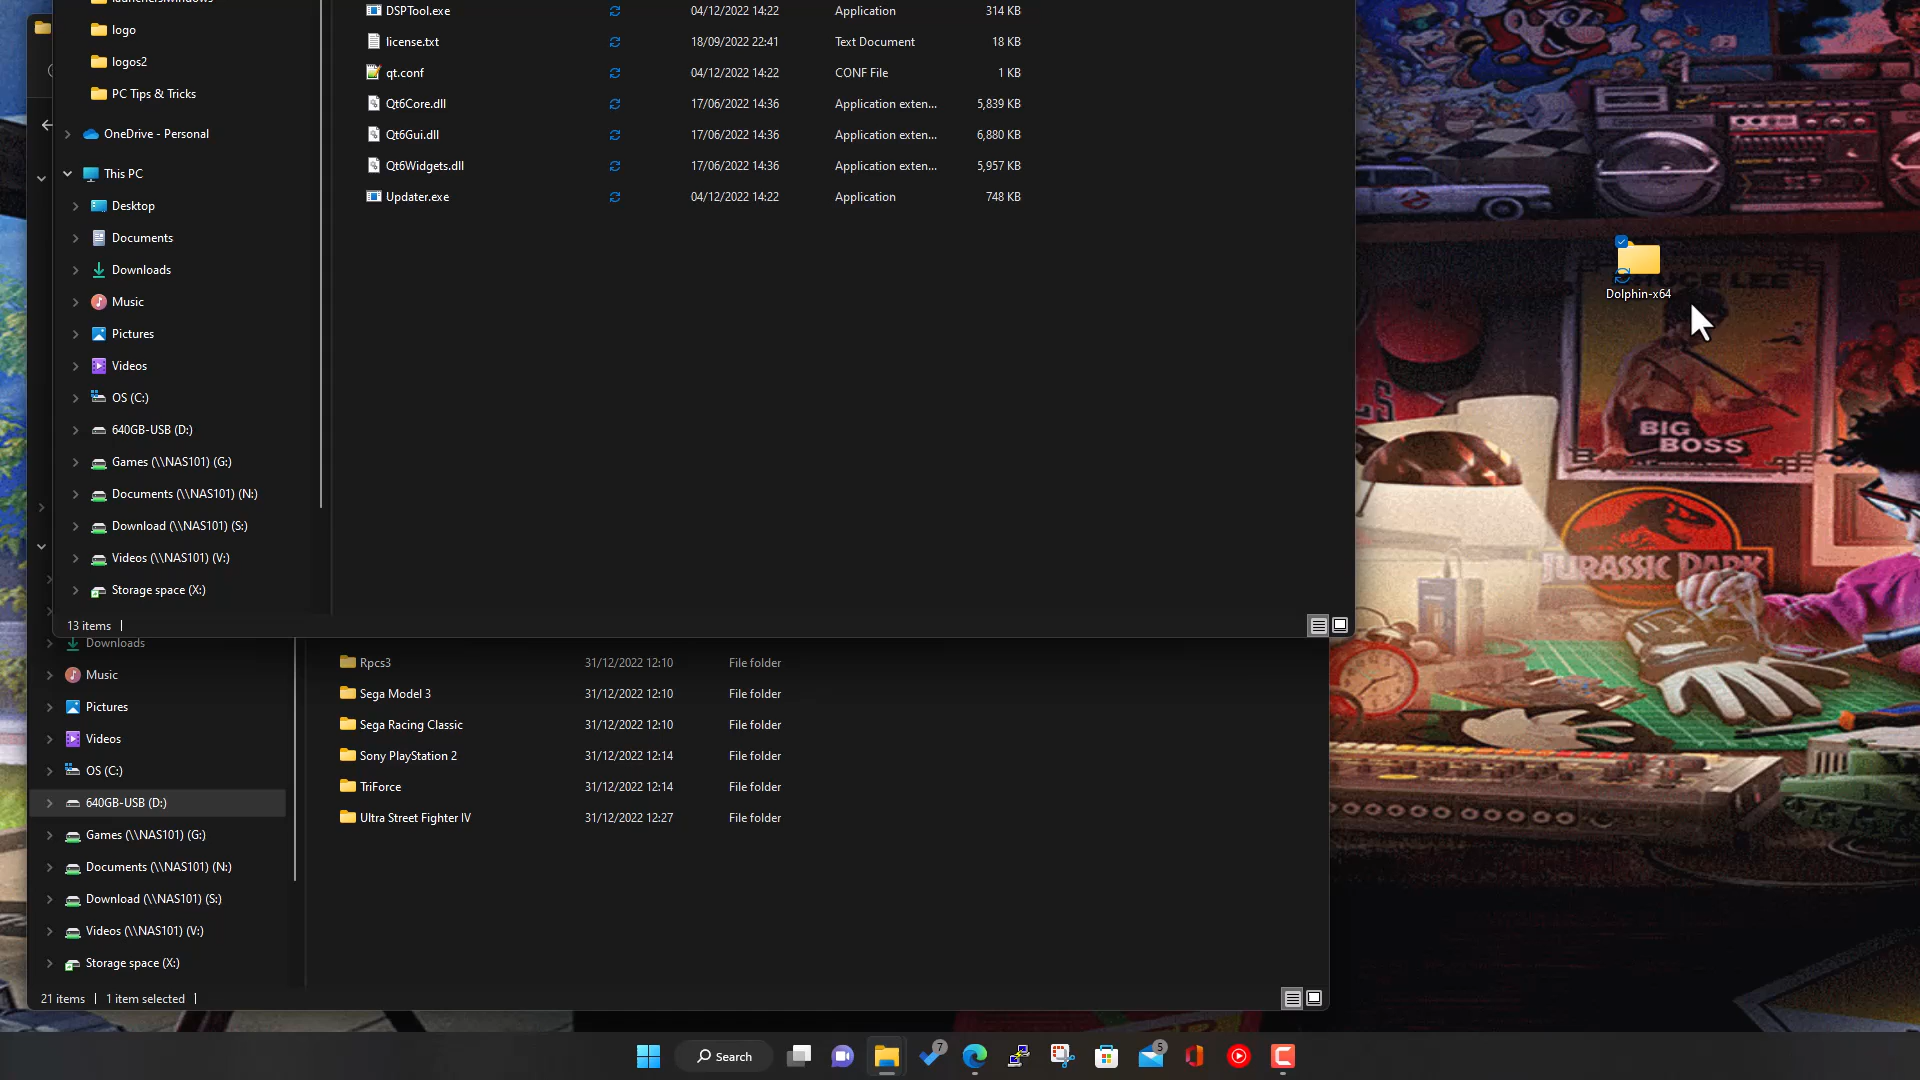 DSPTool.exe 04/12/2022 14:22 Application 314 KB
logo
license.txt 18/09/2022 22:41 Text Document 18 KB
logos2
qt.conf 04/12/2022 14:22 CONF File 1 KB
PC Tips & Tricks
Qt6Core.dll 17/06/2022 14:36 Application exten... 5,839 KB
OneDrive - Personal
Qt6Gui.dll 17/06/2022 14:36 Application exten... 6,880 KB
This PC
Qt6Widgets.dll 17/06/2022 14:36 Application exten... 5,957 KB
Desktop
Updater.exe 04/12/2022 14:22 Application 748 KB
Documents
Downloads
Music
Pictures
Videos
OS (C:)
640GB-USB (D:)
Games (\\NAS101) (G:)
Documents (\\NAS101) (N:)
Download (\\NAS101) (S:)
Videos (\\NAS101) (V:)
Storage space (X:)
13 items
Dolphin-x64
BIG
BOSS
JURASSIC PARK
Downloads
Music
Pictures
Videos
OS (C:)
640GB-USB (D:)
Games (\\NAS101) (G:)
Documents (\\NAS101) (N:)
Download (\\NAS101) (S:)
Videos (\\NAS101) (V:)
Storage space (X:)
Rpcs3 31/12/2022 12:10 File folder
Sega Model 3 31/12/2022 12:10 File folder
Sega Racing Classic 31/12/2022 12:10 File folder
Sony PlayStation 2 31/12/2022 12:14 File folder
TriForce 31/12/2022 12:14 File folder
Ultra Street Fighter IV 31/12/2022 12:27 File folder
21 items 1 item selected
Search
7
5